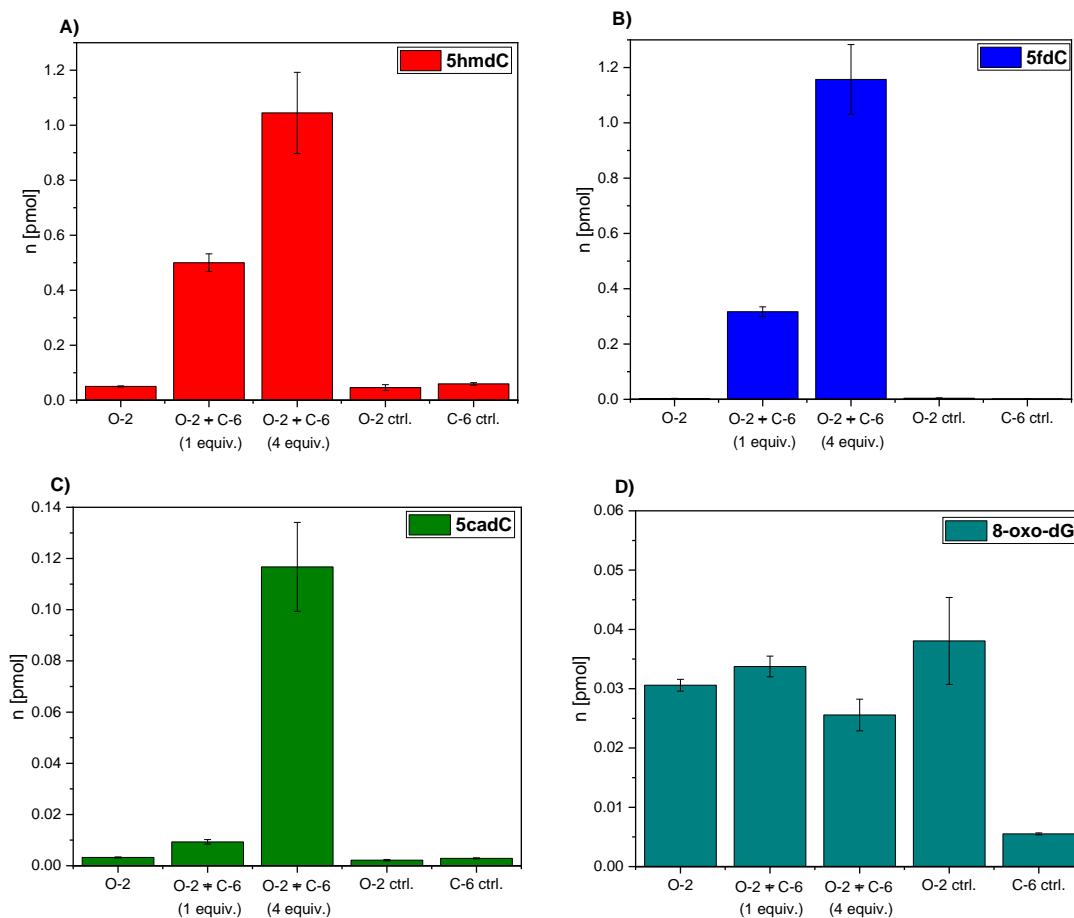 A)
5hmdC
n [pmol]
1.2
1.0
0.8
0.6
0.4
0.2
0.0
O-2
O-2 + C-6
(1 equiv.)
O-2 + C-6
(4 equiv.)
O-2 ctrl.
C-6 ctrl.
B)
5fdC
n [pmol]
1.2
1.0
0.8
0.6
0.4
0.2
0.0
O-2
O-2 + C-6
(1 equiv.)
O-2 + C-6
(4 equiv.)
O-2 ctrl.
C-6 ctrl.
C)
5cadC
n [pmol]
0.14
0.12
0.10
0.08
0.06
0.04
0.02
0.00
O-2
O-2 + C-6
(1 equiv.)
O-2 + C-6
(4 equiv.)
O-2 ctrl.
C-6 ctrl.
D)
8-oxo-dG
n [pmol]
0.06
0.05
0.04
0.03
0.02
0.01
0.00
O-2
O-2 + C-6
(1 equiv.)
O-2 + C-6
(4 equiv.)
O-2 ctrl.
C-6 ctrl.